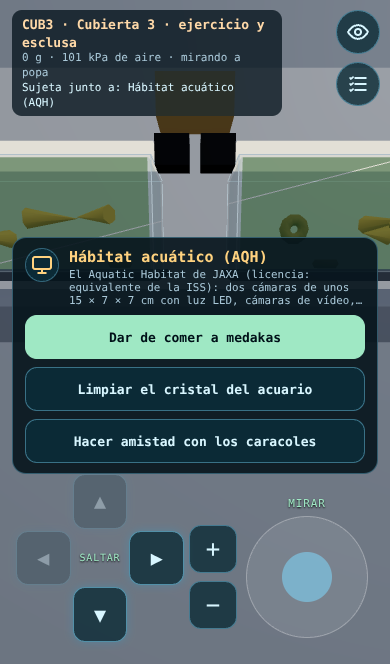 CUB3 · Cubierta 3 · ejercicio y
esclusa
0 g · 101 kPa de aire · mirando a
popa
Sujeta junto a: Hábitat acuático
(AQH)
Hábitat acuático (AQH)
El Aquatic Habitat de JAXA (licencia:
equivalente de la ISS): dos cámaras de unos
15 × 7 × 7 cm con luz LED, cámaras de vídeo,…
Dar de comer a medakas
Limpiar el cristal del acuario
Hacer amistad con los caracoles
MIRAR
SALTAR